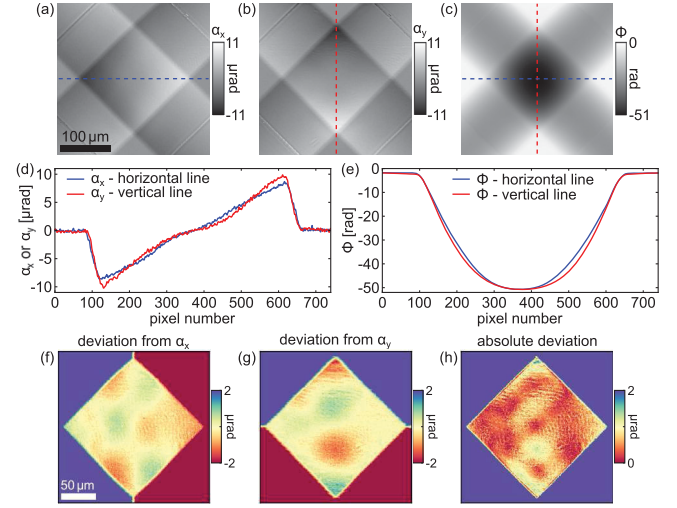 (a)
αx
11
µrad
-11
100 µm
(b)
αy
11
µrad
-11
(c)
Φ
0
rad
-51
(d)
αx - horizontal line
αy - vertical line
αx or αy [µrad]
10
5
0
-5
-10
0 100 200 300 400 500 600 700
pixel number
(e)
Φ - horizontal line
Φ - vertical line
Φ [rad]
0
-10
-20
-30
-40
-50
0 100 200 300 400 500 600 700
pixel number
deviation from αx
(f)
2
µrad
-2
50 µm
deviation from αy
(g)
2
µrad
-2
absolute deviation
(h)
2
µrad
0